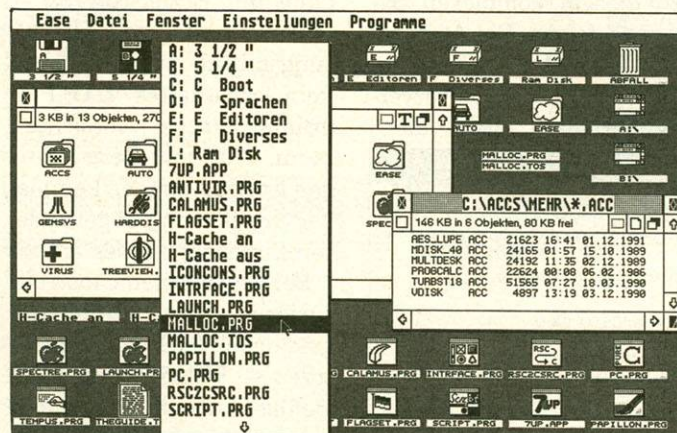 Ease Datei Fenster Einstellungen Programme
3 1/2 "
5 1/4 "
A: 3 1/2 "
B: 5 1/4 "
C: C Boot
D: D Sprachen
E: E Editoren
F: F Diverses
L: Ram Disk
7UP.APP
ANTIVIR.PRG
CALAMUS.PRG
FLAGSET.PRG
H-Cache an
H-Cache aus
ICONCONS.PRG
INTRFACE.PRG
LAUNCH.PRG
MALLOC.PRG
MALLOC.TOS
PAPILLON.PRG
PC.PRG
RSC2CSRC.PRG
SCRIPT.PRG
E Editoren
F Diverses
Ram Disk
ABFALL
3 KB in 13 Objekten, 270
ACCS
AUTO
GEMSYS
HARDDIS
VIRUS
TREEVIEW.
EASE
SPEC
AUTO
EASE
A:\
MALLOC.PRG
MALLOC.TOS
B:\
C:\ACCS\MEHR\*.ACC
146 KB in 6 Objekten, 80 KB frei
AES_LUPE ACC 21623 16:41 01.12.1991
MDISK_40 ACC 24165 01:57 15.10.1989
MULTDESK ACC 24192 11:35 02.12.1989
PROGCALC ACC 22624 00:08 06.02.1986
TURBST18 ACC 51565 07:27 18.03.1990
VDISK ACC 4897 13:19 03.12.1990
H-Cache an
H-C
SPECTRE.PRG
LAUNCH.PRG
CALAMUS.PRG
INTRFACE.PRG
RSC2CSRC.PRG
PC.PRG
TEMPUS.PRG
THEGUIDE.T
FLAGSET.PRG
SCRIPT.PRG
7UP.APP
PAPILLON.PRG